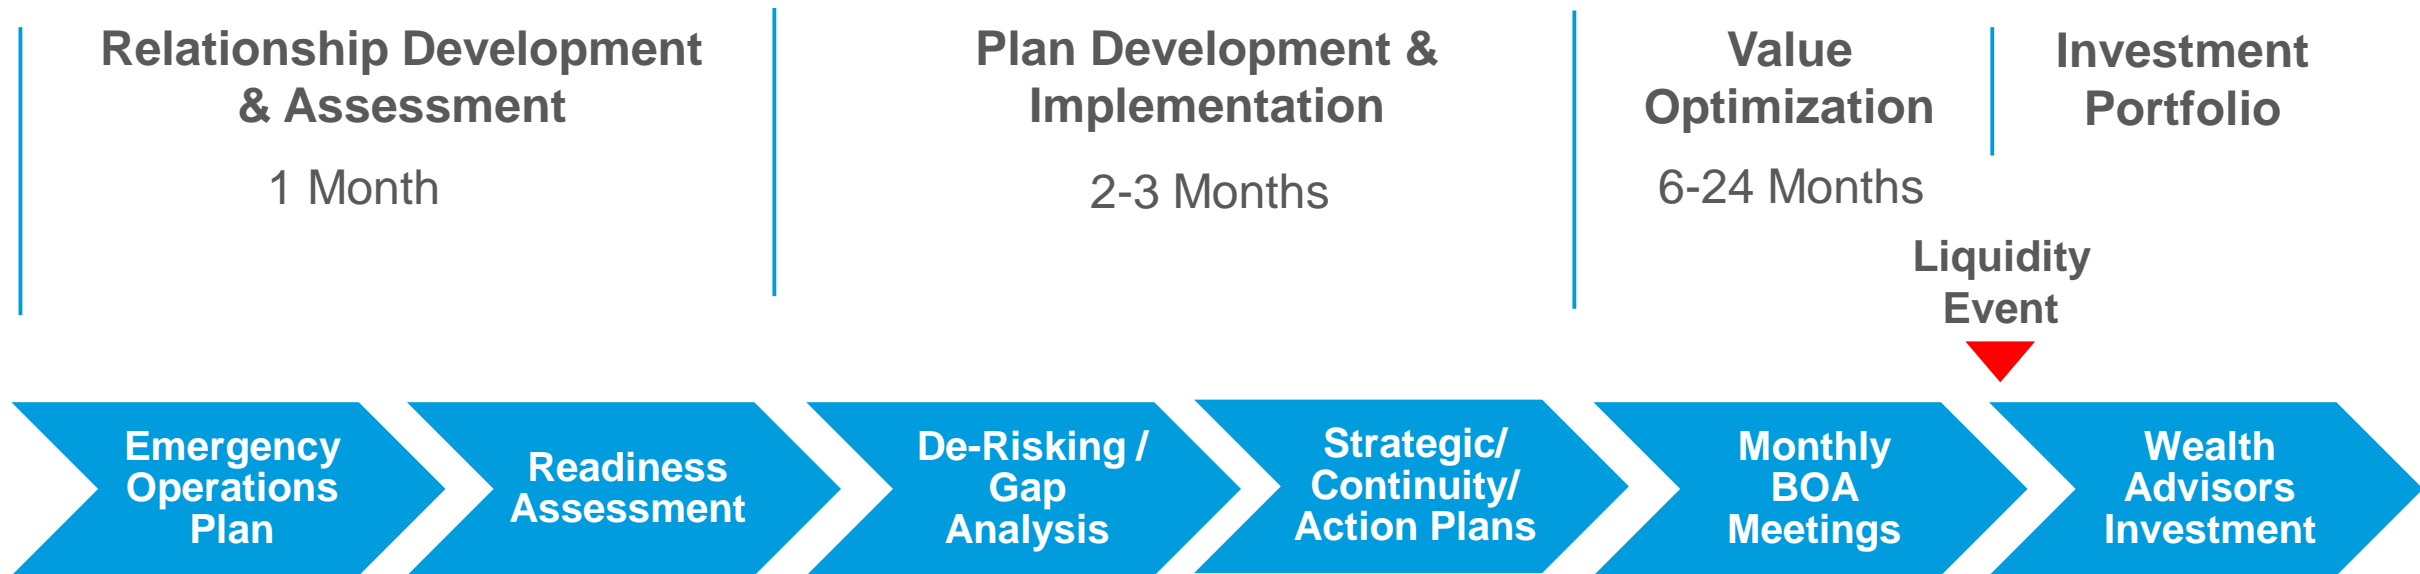 Relationship Development
& Assessment
1 Month
Plan Development &
Implementation
2-3 Months
Value
Optimization
6-24 Months
Investment
Portfolio
Liquidity
Event
Emergency
Operations
Plan
Readiness
Assessment
De-Risking /
Gap
Analysis
Strategic/
Continuity/
Action Plans
Monthly
BOA
Meetings
Wealth
Advisors
Investment